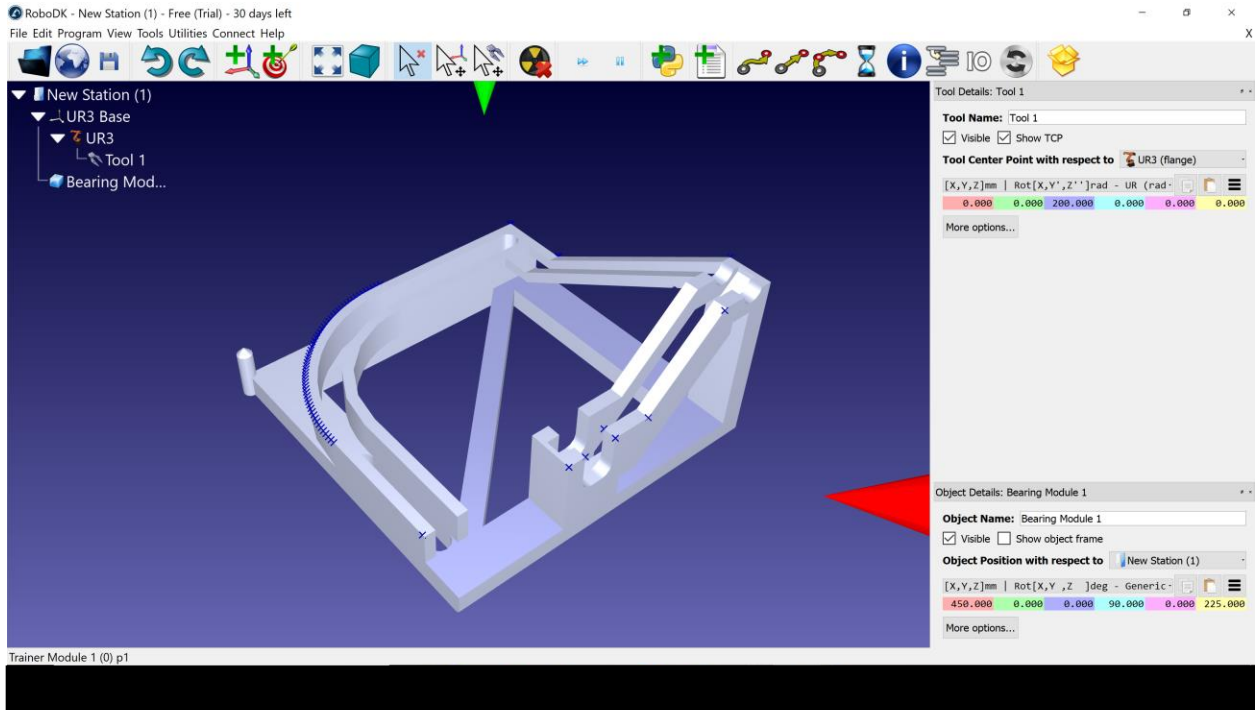 RoboDK - New Station (1) - Free (Trial) - 30 days left
File Edit Program View Tools Utilities Connect Help
X
IO
New Station (1)
UR3 Base
UR3
Tool 1
Bearing Mod...
Tool Details: Tool 1
Tool Name: Tool 1
Visible Show TCP
Tool Center Point with respect to UR3 (flange)
[X,Y,Z]mm | Rot[X,Y',Z'']rad - UR (rad
0.000 0.000 200.000 0.000 0.000 0.000
More options...
Object Details: Bearing Module 1
Object Name: Bearing Module 1
Visible Show object frame
Object Position with respect to New Station (1)
[X,Y,Z]mm | Rot[X,Y ,Z ]deg - Generic
450.000 0.000 0.000 90.000 0.000 225.000
More options...
Trainer Module 1 (0) p1